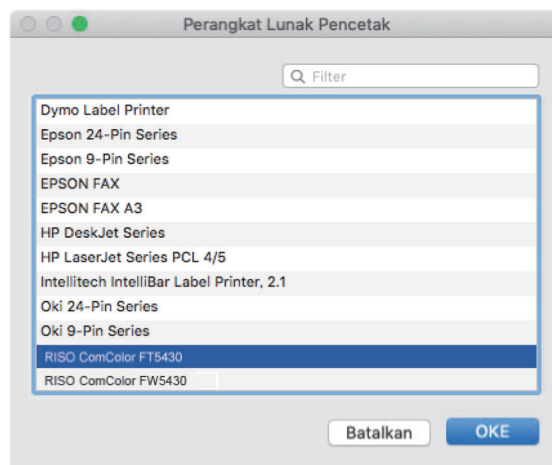 Perangkat Lunak Pencetak
Filter
Dymo Label Printer
Epson 24-Pin Series
Epson 9-Pin Series
EPSON FAX
EPSON FAX A3
HP DeskJet Series
HP LaserJet Series PCL 4/5
Intellitech IntelliBar Label Printer, 2.1
Oki 24-Pin Series
Oki 9-Pin Series
RISO ComColor FT5430
RISO ComColor FW5430
Batalkan OKE